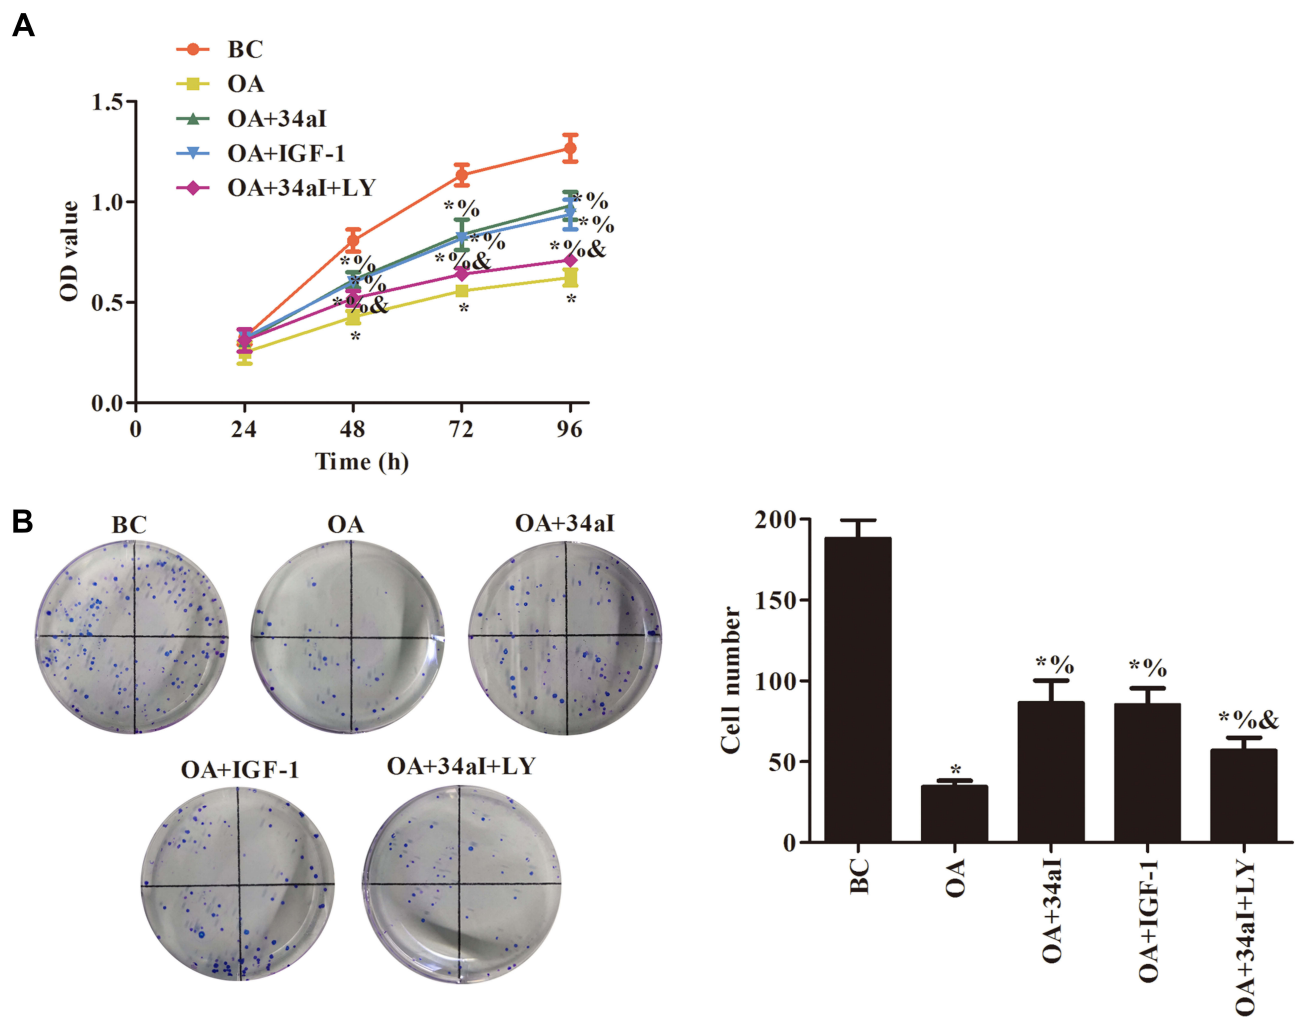 A
BC
OA
OA+34aI
OA+IGF-1
OA+34aI+LY
1.5
1.0
0.5
0.0
OD value
*%
*%
*%&
*
*%
*%
*%&
*
*%
*%
*%&
*
0
24
48
72
96
Time (h)
B
BC
OA
OA+34aI
OA+IGF-1
OA+34aI+LY
200
150
100
50
0
Cell number
*
*%
*%
*%&
BC
OA
OA+34aI
OA+IGF-1
OA+34aI+LY